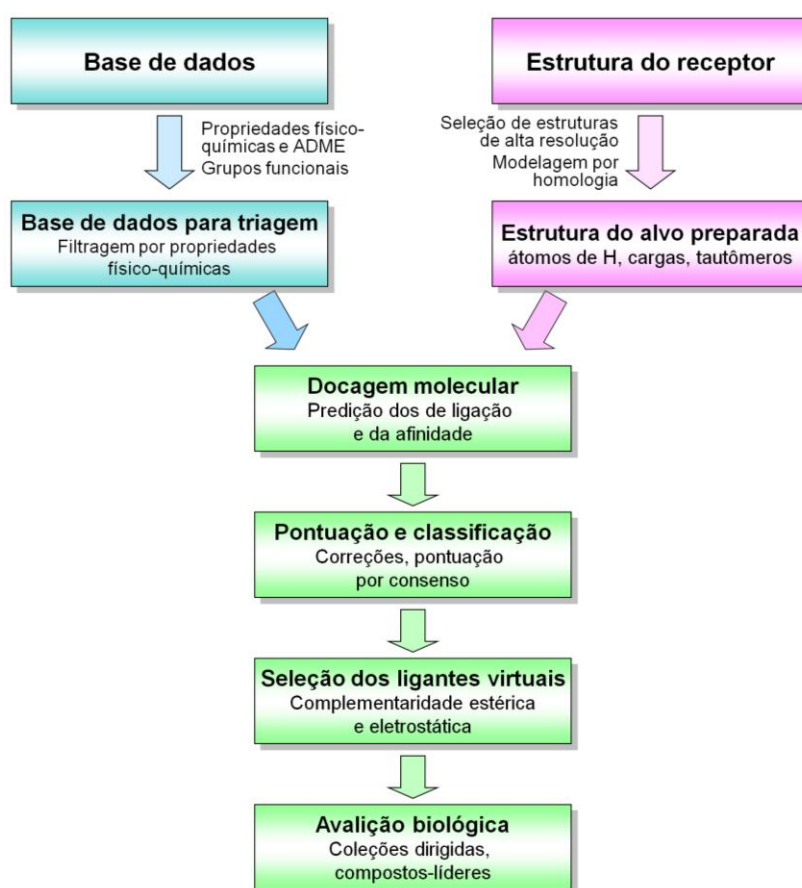 Base de dados
Estrutura do receptor
Propriedades físico-
químicas e ADME
Grupos funcionais
Seleção de estruturas
de alta resolução
Modelagem por
homologia
Base de dados para triagem
Filtragem por propriedades
físico-químicas
Estrutura do alvo preparada
átomos de H, cargas, tautômeros
Docagem molecular
Predição dos de ligação
e da afinidade
Pontuação e classificação
Correções, pontuação
por consenso
Seleção dos ligantes virtuais
Complementaridade estérica
e eletrostática
Avalição biológica
Coleções dirigidas,
compostos-líderes